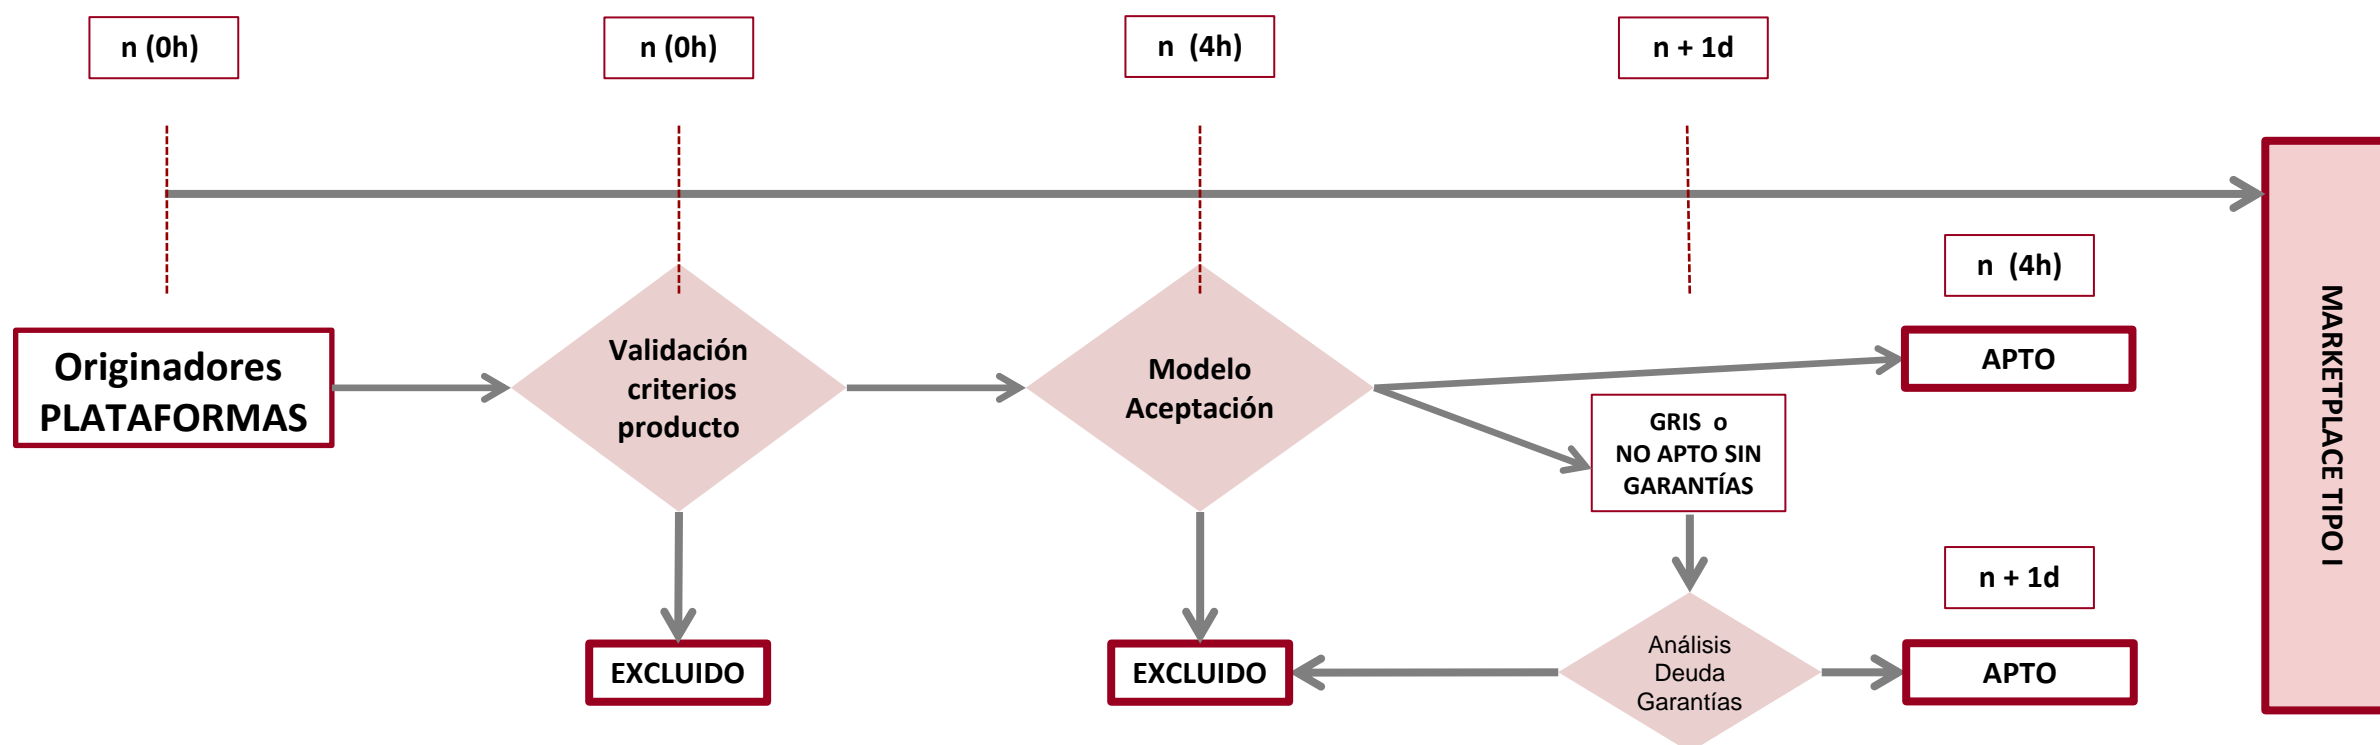 n (0h)
n (0h)
n (4h)
n + 1d
n (4h)
Originadores
PLATAFORMAS
Validación
criterios
producto
Modelo
Aceptación
APTO
GRIS o
NO APTO SIN
GARANTÍAS
n + 1d
EXCLUIDO
EXCLUIDO
Análisis
Deuda
Garantías
APTO
MARKETPLACE TIPO I